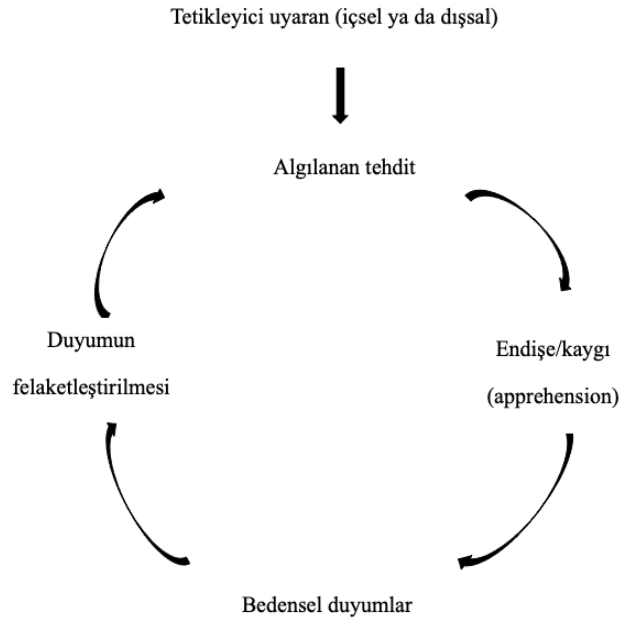 Tetikleyici uyaran (içsel ya da dışsal)
Algılanan tehdit
Endişe/kaygı
(apprehension)
Bedensel duyumlar
Duyumun
felaketleştirilmesi